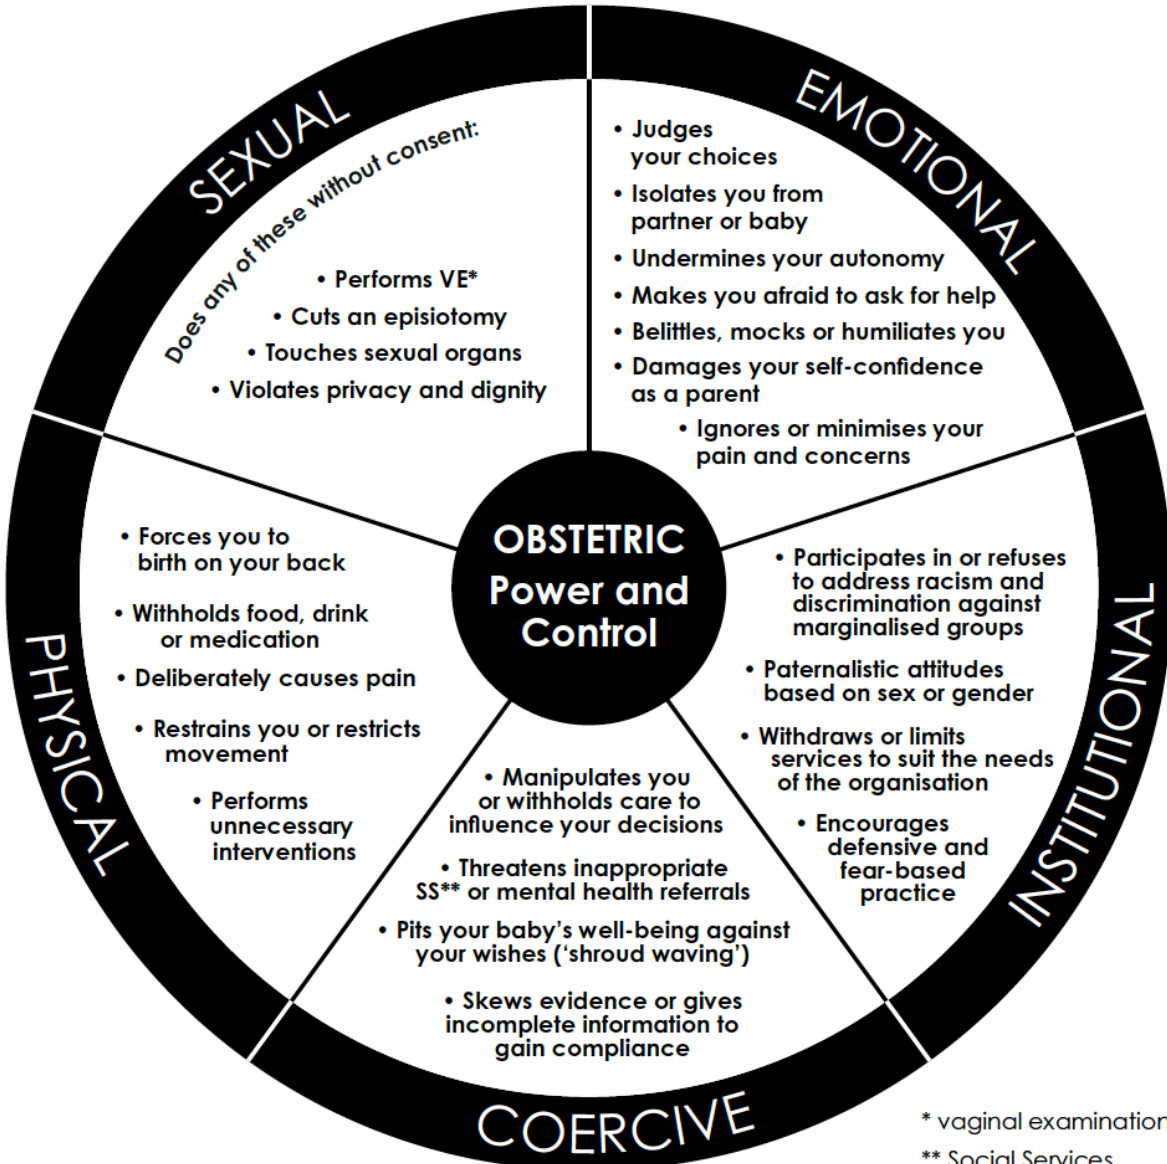 SEXUAL
Does any of these without consent:
• Performs VE*
• Cuts an episiotomy
• Touches sexual organs
• Violates privacy and dignity
EMOTIONAL
• Judges
your choices
• Isolates you from
partner or baby
• Undermines your autonomy
• Makes you afraid to ask for help
• Belittles, mocks or humiliates you
• Damages your self-confidence
as a parent
• Ignores or minimises your
pain and concerns
OBSTETRIC
Power and
Control
PHYSICAL
• Forces you to
birth on your back
• Withholds food, drink
or medication
• Deliberately causes pain
• Restrains you or restricts
movement
• Performs
unnecessary
interventions
INSTITUTIONAL
• Participates in or refuses
to address racism and
discrimination against
marginalised groups
• Paternalistic attitudes
based on sex or gender
• Withdraws or limits
services to suit the needs
of the organisation
• Encourages
defensive and
fear-based
practice
COERCIVE
• Manipulates you
or withholds care to
influence your decisions
• Threatens inappropriate
SS** or mental health referrals
• Pits your baby’s well-being against
your wishes (‘shroud waving’)
• Skews evidence or gives
incomplete information to
gain compliance
* vaginal examination
** Social Services